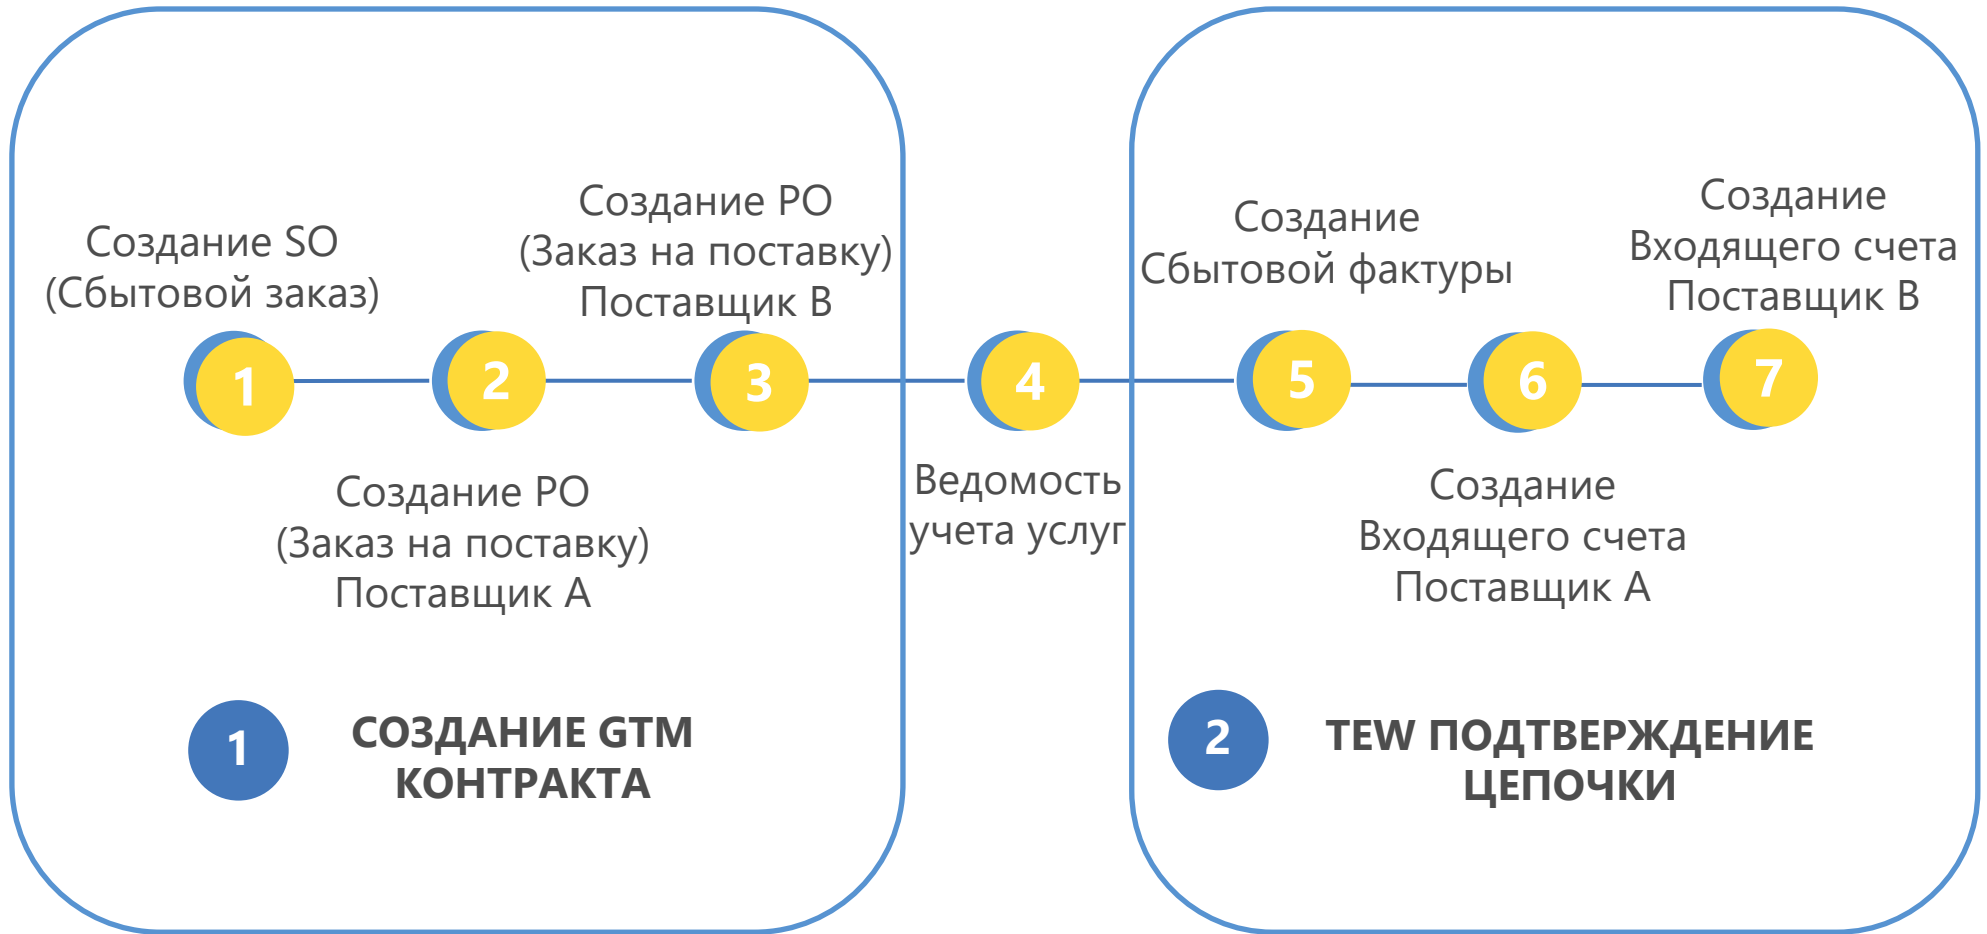 Создание SO
(Сбытовой заказ)
1
Создание PO
(Заказ на поставку)
Поставщик A
2
Создание PO
(Заказ на поставку)
Поставщик B
3
4
Ведомость
учета услуг
Создание
Сбытовой фактуры
5
6
Создание
Входящего счета
Поставщик A
Создание
Входящего счета
Поставщик B
7
1
СОЗДАНИЕ GTM
КОНТРАКТА
2
TEW ПОДТВЕРЖДЕНИЕ
ЦЕПОЧКИ